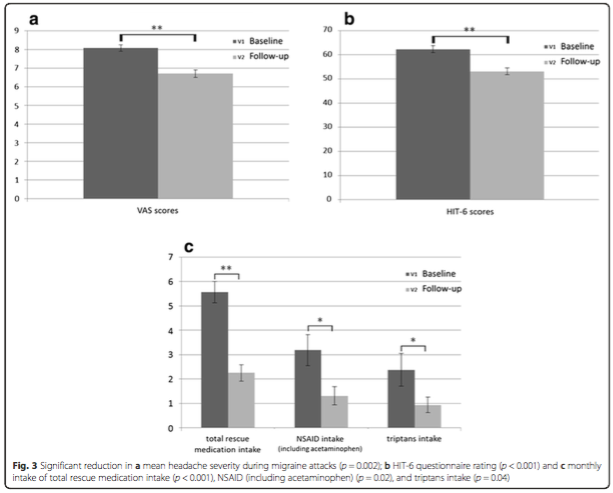 a
**
V1 Baseline
V2 Follow-up
9
8
7
6
5
4
3
2
1
0
VAS scores
b
**
V1 Baseline
V2 Follow-up
70
60
50
40
30
20
10
0
HIT-6 scores
c
V1 Baseline
V2 Follow-up
7
6
5
4
3
2
1
0
**
*
*
total rescue
medication intake
NSAID intake
(including acetaminophen)
triptans intake
Fig. 3 Significant reduction in a mean headache severity during migraine attacks (p = 0.002); b HIT-6 questionnaire rating (p < 0.001) and c monthly
intake of total rescue medication intake (p < 0.001), NSAID (including acetaminophen) (p = 0.02), and triptans intake (p = 0.04)